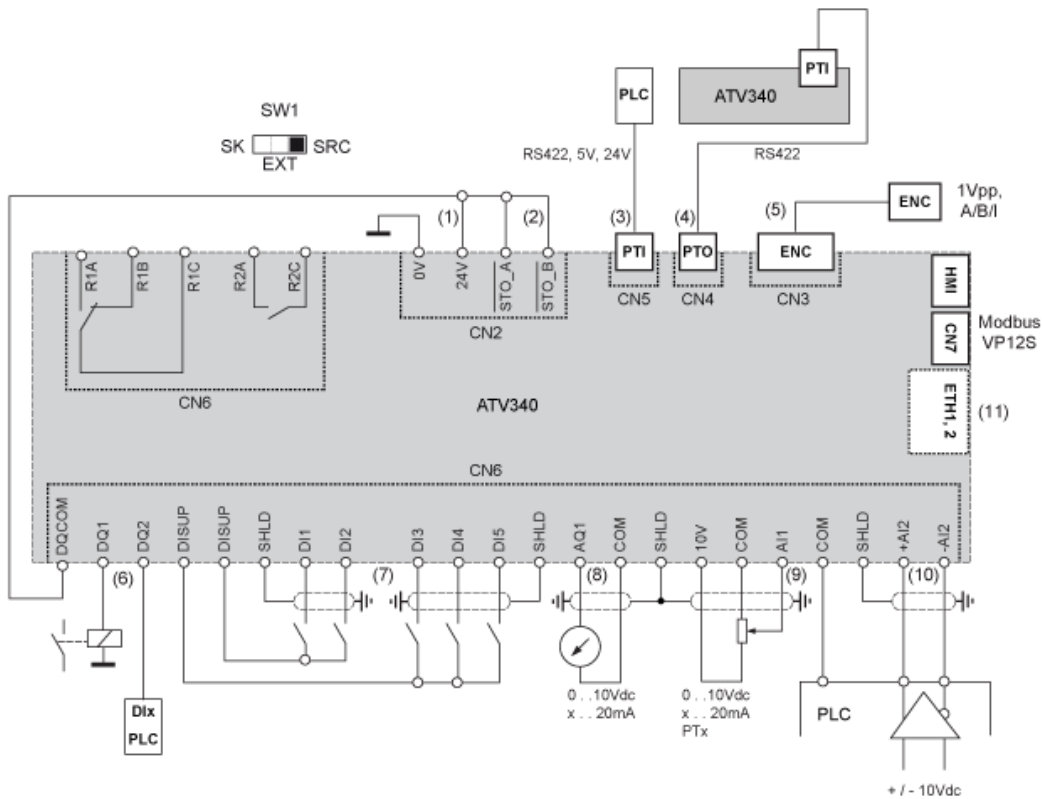 SW1
SK SRC
EXT
PLC
PTI
ATV340
RS422, 5V, 24V
RS422
ENC
1Vpp,
A/B/I
(1)
(2)
(3)
(4)
(5)
R1A
R1B
R1C
R2A
R2C
CN6
0V
24V
STO_A
STO_B
CN2
PTI
CN5
PTO
CN4
ENC
CN3
HMI
CN7
Modbus
VP12S
ETH1, 2
(11)
ATV340
CN6
DQCOM
DQ1
DQ2
DISUP
DISUP
SHLD
DI1
DI2
DI3
DI4
DI5
SHLD
AQ1
COM
SHLD
10V
COM
AI1
COM
SHLD
+AI2
-AI2
(6)
(7)
(8)
(9)
(10)
DIx
PLC
0 . .10Vdc
x . . 20mA
0 . .10Vdc
x . . 20mA
PTx
PLC
+ / - 10Vdc